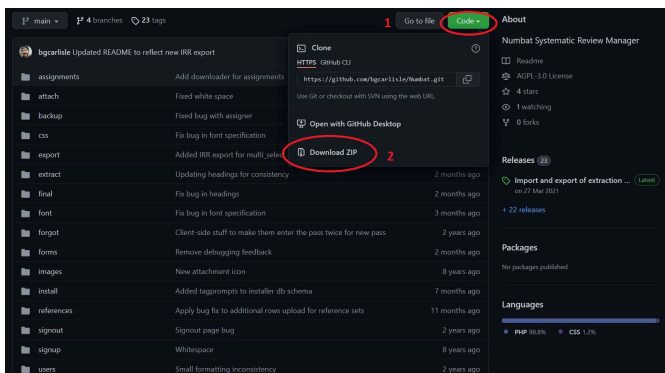 main
4 branches
23 tags
1
Go to file
Code
bgcarlisle Updated README to reflect new IRR export
Clone
HTTPS GitHub CLI
https://github.com/bgcarlisle/Numbat.git
Use Git or checkout with SVN using the web URL.
Open with GitHub Desktop
Download ZIP
2
assignments Add downloader for assignments
attach Fixed white space
backup Fixed bug with assigner
css Fix bug in font specification
export Added IRR export for multi_select
extract Updating headings for consistency 2 months ago
final Fix bug in headings 2 months ago
font Fix bug in font specification 3 months ago
forgot Client-side stuff to make them enter the pass twice for new pass 2 years ago
forms Remove debugging feedback 2 months ago
images New attachment icon 8 years ago
install Added tagprompts to installer db schema 7 months ago
references Apply bug fix to additional rows upload for reference sets 11 months ago
signout Signout page bug 2 years ago
signup Whitespace 8 years ago
users Small formatting inconsistency 2 months ago
About
Numbat Systematic Review Manager
Readme
AGPL-3.0 License
4 stars
1 watching
0 forks
Releases 23
Import and export of extraction ... Latest
on 27 Mar 2021
+ 22 releases
Packages
No packages published
Languages
PHP 98.8% CSS 1.2%